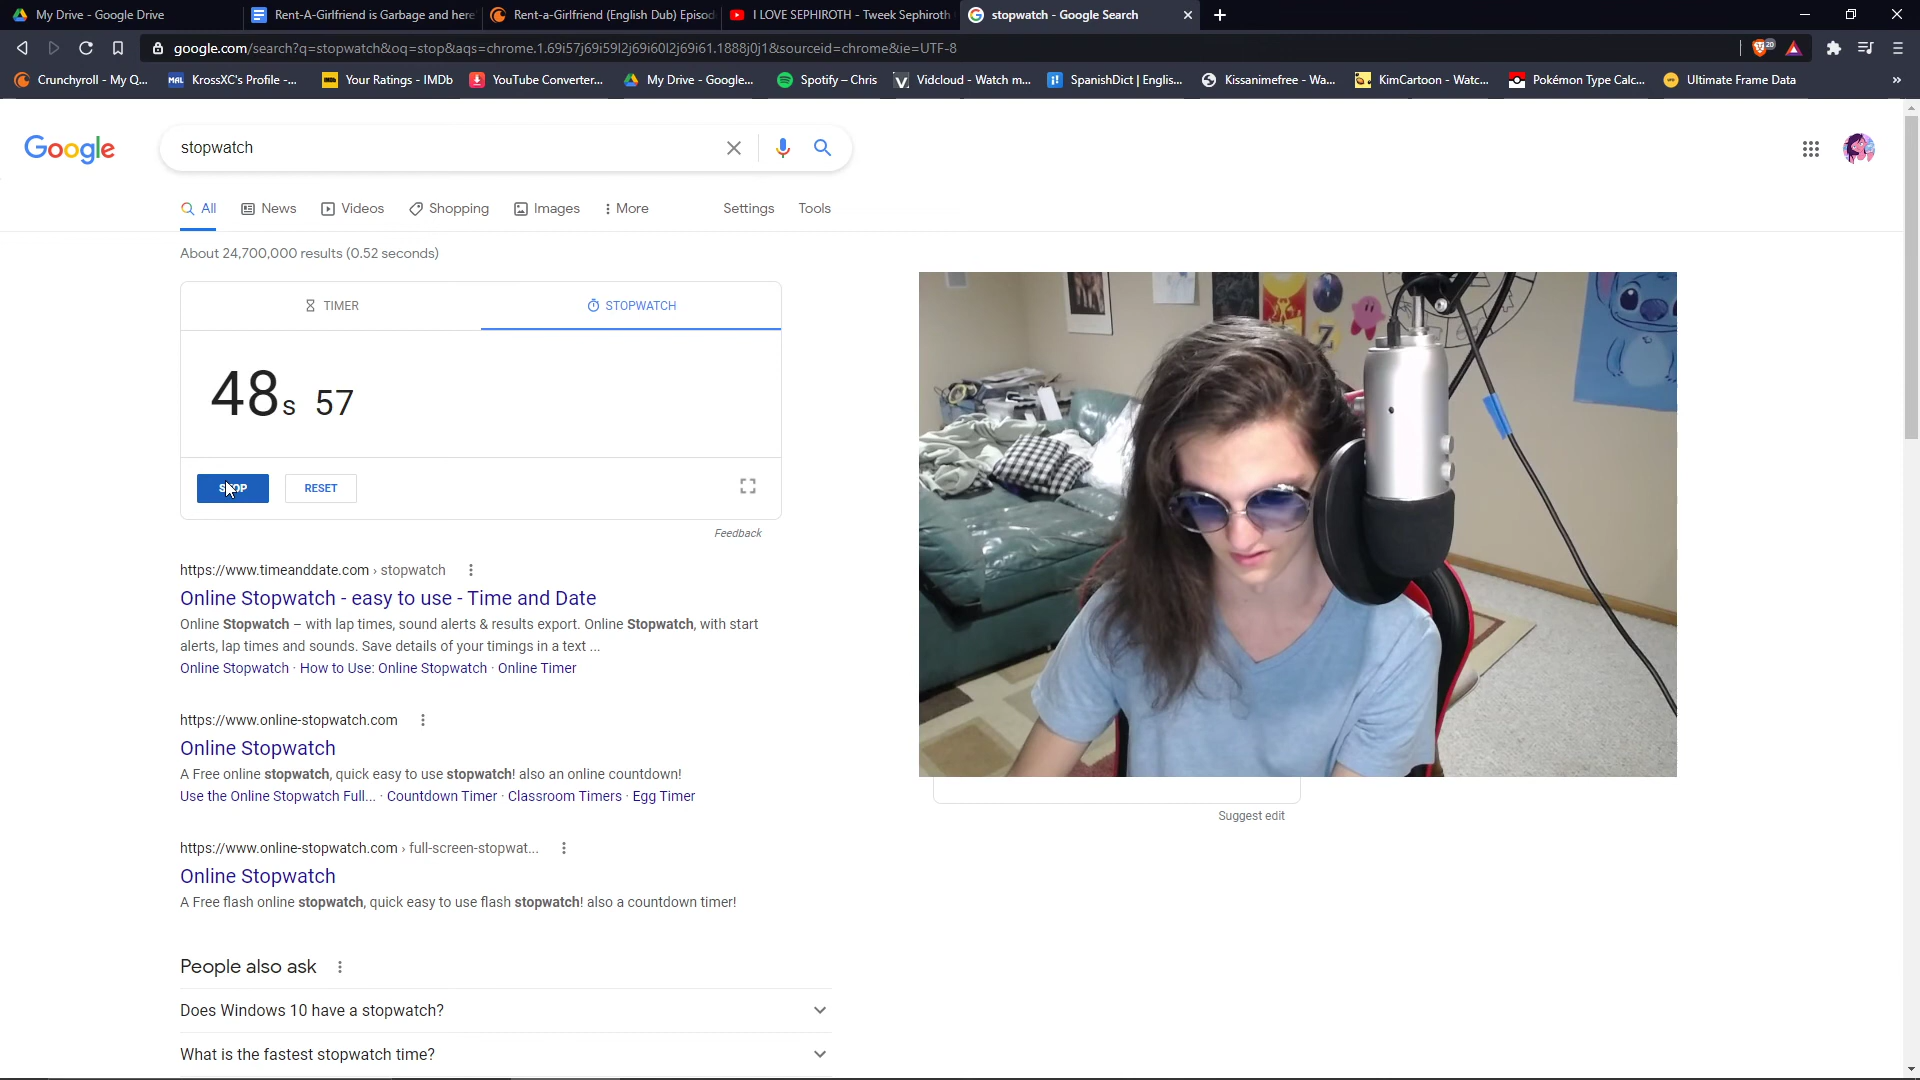 My Drive - Google Drive
Rent-A-Girlfriend is Garbage and here
Rent-a-Girlfriend (English Dub) Episod
I LOVE SEPHIROTH - Tweek Sephiroth
stopwatch - Google Search
google.com/search?q=stopwatch&oq=stop&aqs=chrome.1.69i57j69i59l2j69i60l2j69i61.1888j0j1&sourceid=chrome&ie=UTF-8
20
Crunchyroll - My Q...
MAL
KrossXC's Profile -...
Your Ratings - IMDb
YouTube Converter...
My Drive - Google...
Spotify – Chris
Vidcloud - Watch m...
SpanishDict | Englis...
Kissanimefree - Wa...
KimCartoon - Watc...
Pokémon Type Calc...
Ultimate Frame Data
»
Google
stopwatch
All
News
Videos
Shopping
Images
More
Settings
Tools
About 24,700,000 results (0.52 seconds)
TIMER
STOPWATCH
48s 57
STOP
RESET
Feedback
https://www.timeanddate.com › stopwatch
Online Stopwatch - easy to use - Time and Date
Online Stopwatch – with lap times, sound alerts & results export. Online Stopwatch, with start
alerts, lap times and sounds. Save details of your timings in a text ...
Online Stopwatch · How to Use: Online Stopwatch · Online Timer
https://www.online-stopwatch.com
Online Stopwatch
A Free online stopwatch, quick easy to use stopwatch! also an online countdown!
Use the Online Stopwatch Full... · Countdown Timer · Classroom Timers · Egg Timer
Suggest edit
https://www.online-stopwatch.com › full-screen-stopwat...
Online Stopwatch
A Free flash online stopwatch, quick easy to use flash stopwatch! also a countdown timer!
People also ask
Does Windows 10 have a stopwatch?
What is the fastest stopwatch time?